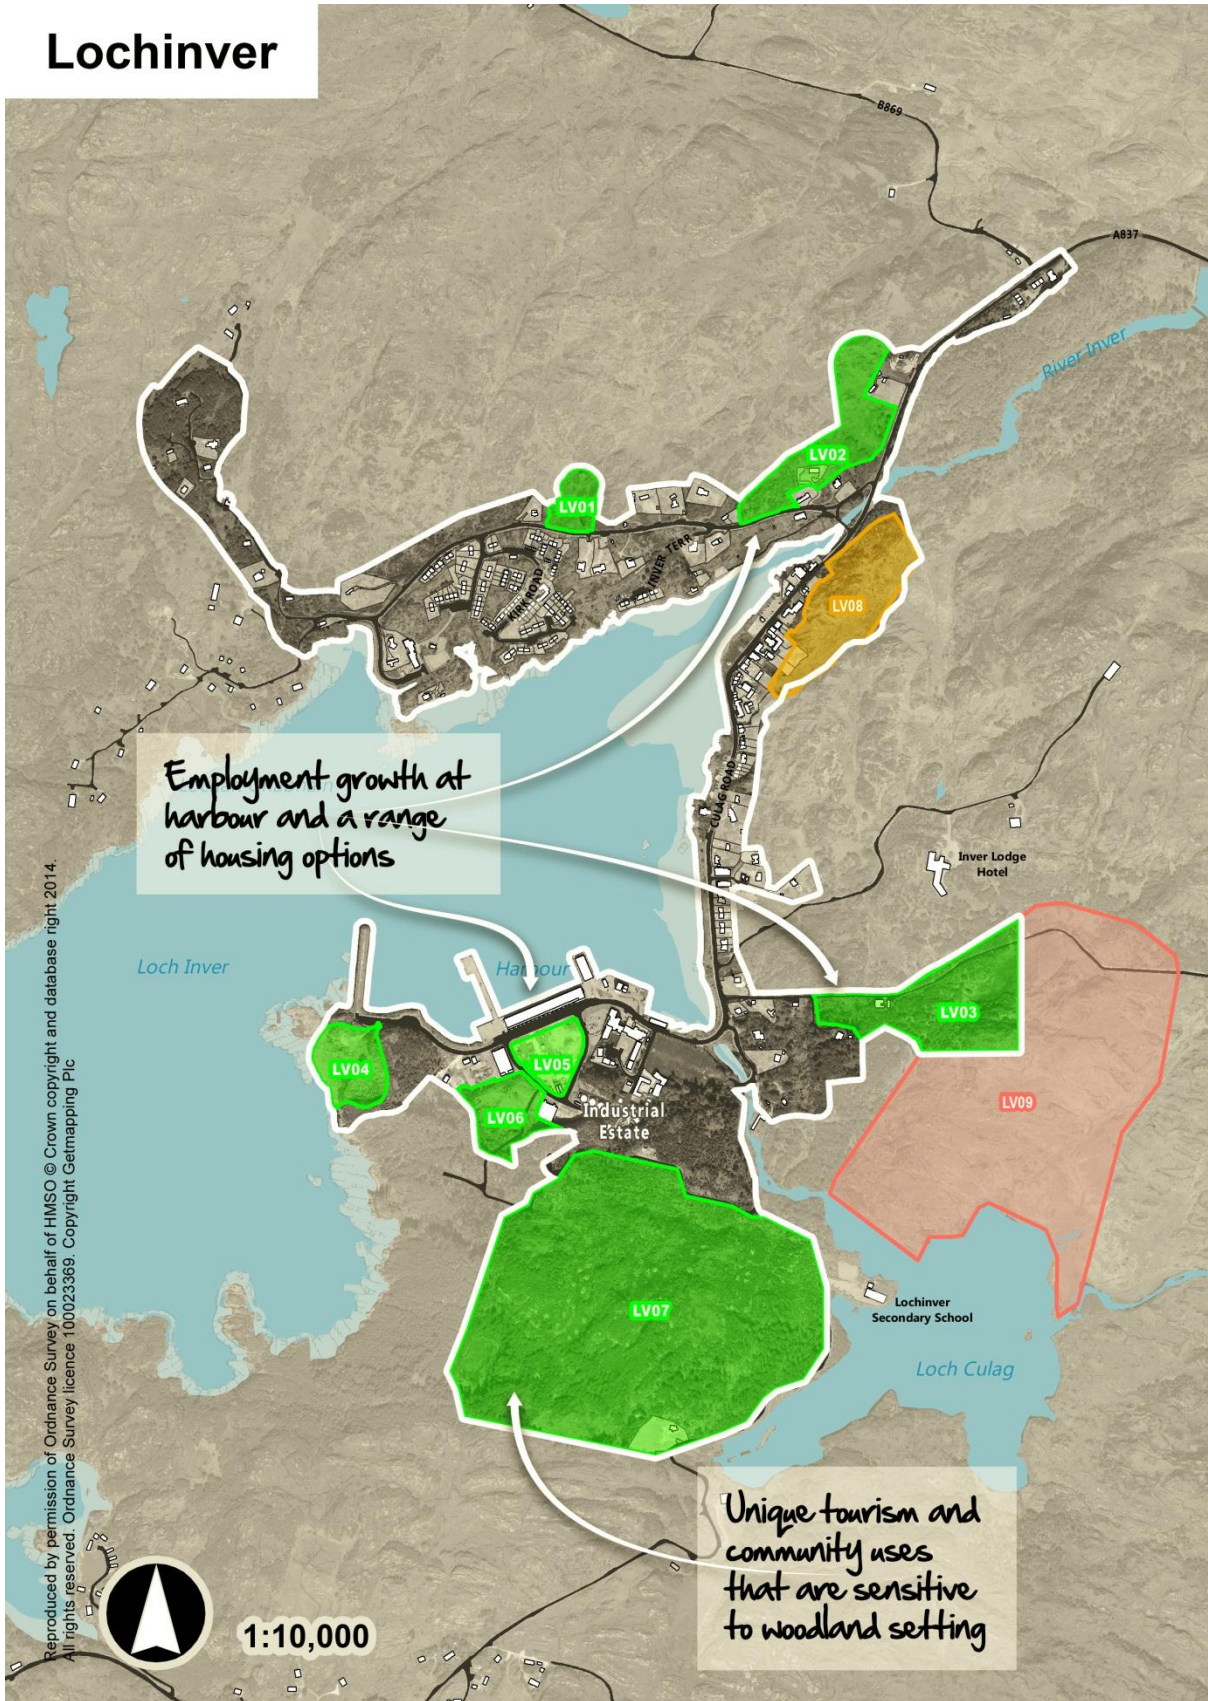 Lochinver
B869
A837
River Inver
LV02
LV01
INVER TERR
KIRK ROAD
LV08
Employment growth at
harbour and a range
of housing options
CULAG ROAD
Inver Lodge
Hotel
Loch Inver
Harbour
LV03
LV04
LV05
LV06
Industrial
Estate
LV09
LV07
Lochinver
Secondary School
Loch Culag
Unique tourism and
community uses
that are sensitive
to woodland setting
1:10,000
Reproduced by permission of Ordnance Survey on behalf of HMSO © Crown copyright and database right 2014.
All rights reserved. Ordnance Survey licence 100023369. Copyright Getmapping Plc